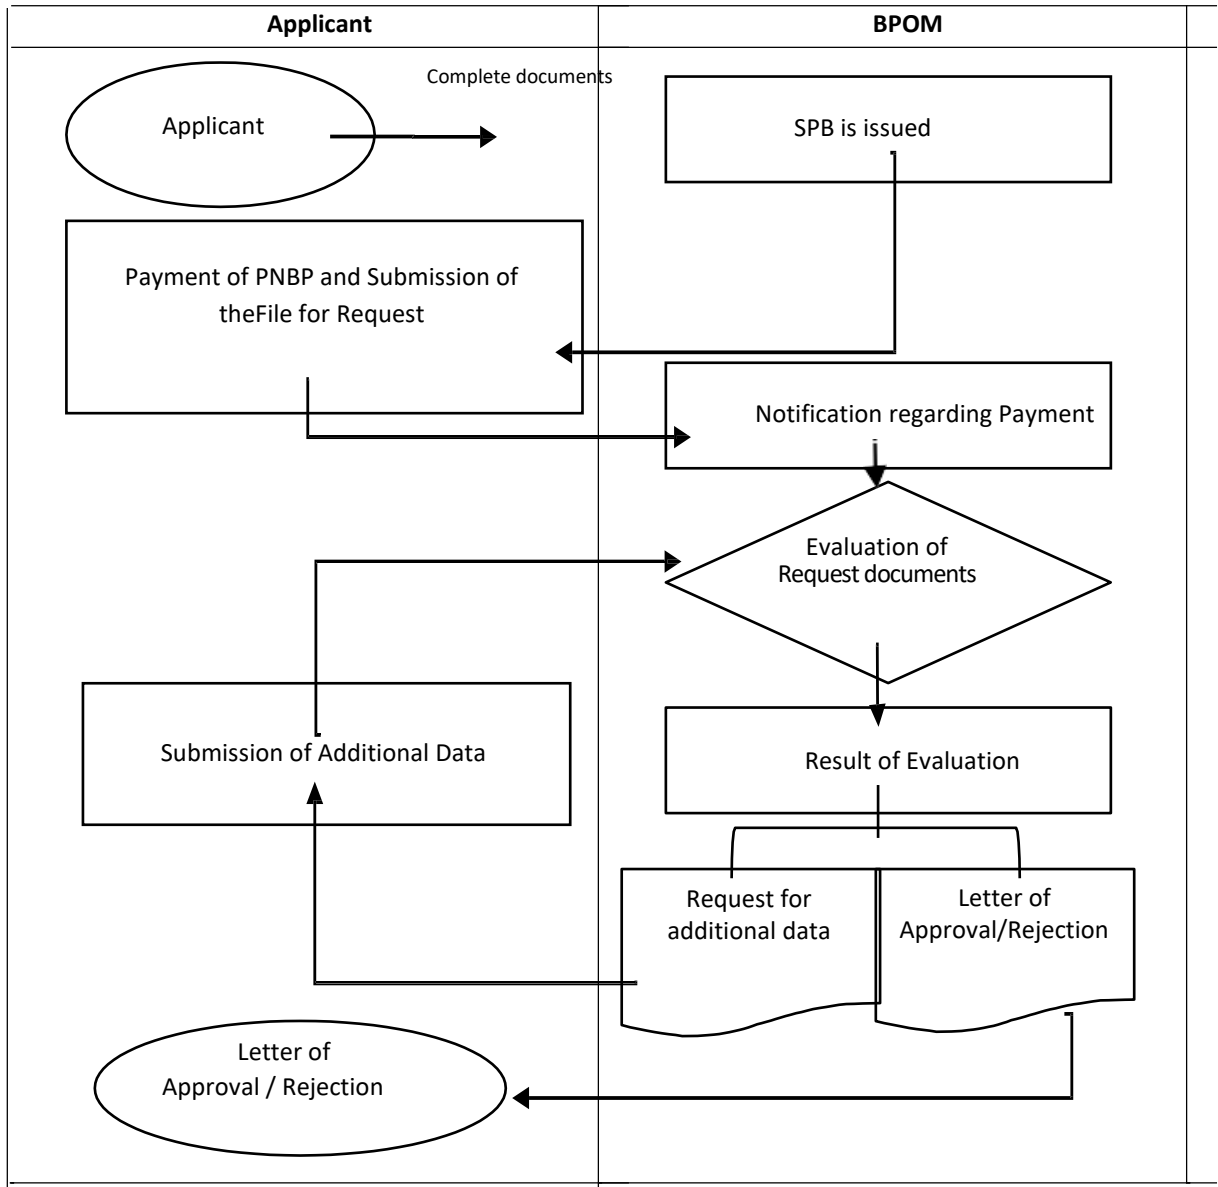 Applicant
BPOM
Complete documents
Applicant
SPB is issued
Payment of PNBP and Submission of
theFile for Request
Notification regarding Payment
Evaluation of
Request documents
Submission of Additional Data
Result of Evaluation
Request for
additional data
Letter of
Approval/Rejection
Letter of
Approval / Rejection